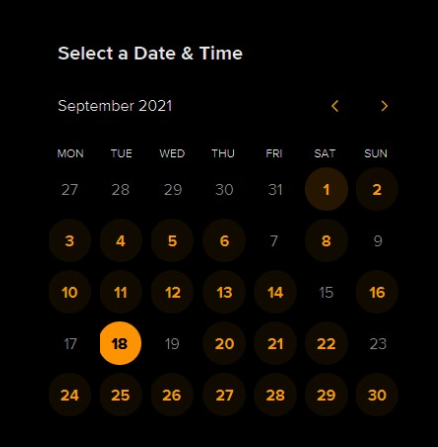 Select a Date & Time
September 2021
MON TUE WED THU FRI SAT SUN
27 28 29 30 31 1 2
3 4 5 6 7 8 9
10 11 12 13 14 15 16
17 18 19 20 21 22 23
24 25 26 27 28 29 30